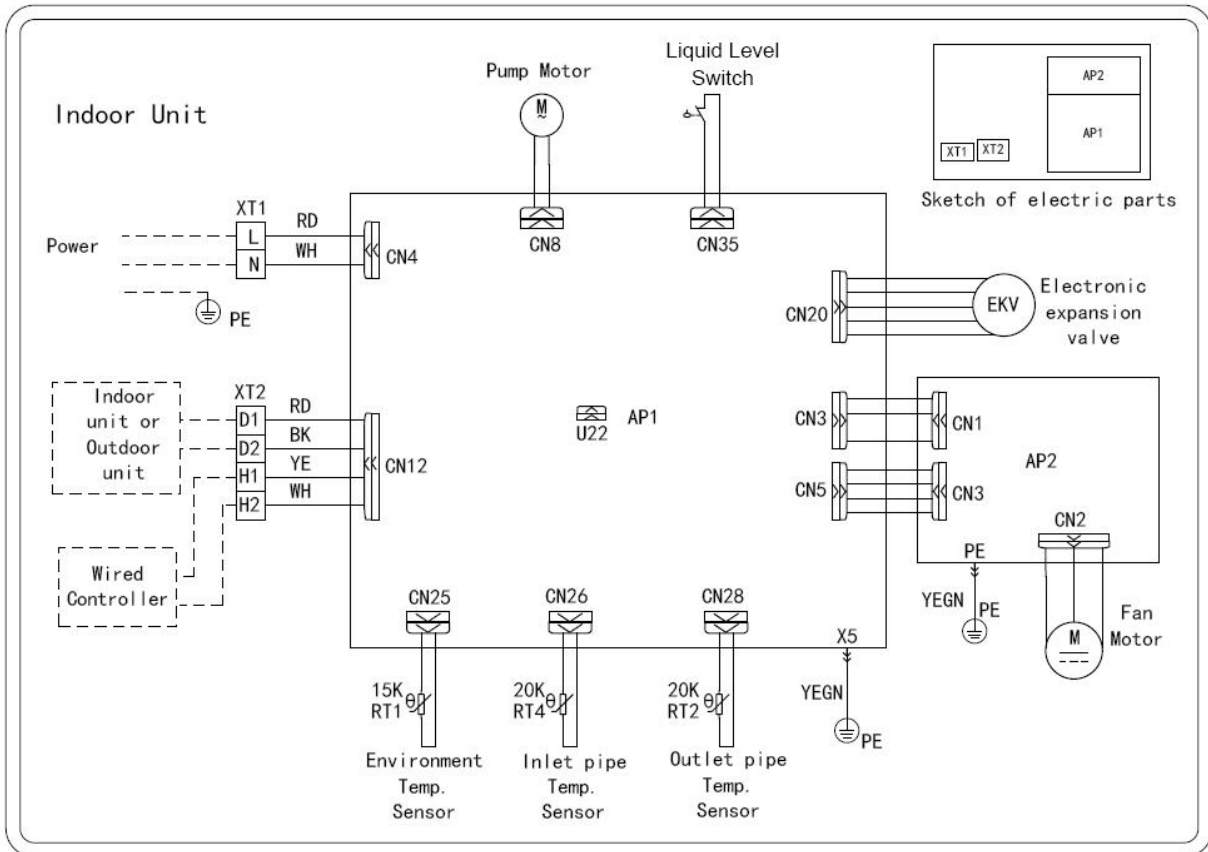 Indoor Unit
Pump Motor
M
~
Liquid Level
Switch
AP2
AP1
XT1
XT2
Sketch of electric parts
Power
XT1
L
N
RD
WH
CN4
PE
CN8
CN35
CN20
EKV
Electronic
expansion
valve
Indoor
unit or
Outdoor
unit
XT2
D1
D2
H1
H2
RD
BK
YE
WH
CN12
U22
AP1
CN3
CN1
CN5
CN3
AP2
CN2
PE
YEGN
PE
M
Fan
Motor
Wired
Controller
CN25
CN26
CN28
X5
15K
RT1
θ
20K
RT4
θ
20K
RT2
θ
YEGN
PE
Environment
Temp.
Sensor
Inlet pipe
Temp.
Sensor
Outlet pipe
Temp.
Sensor